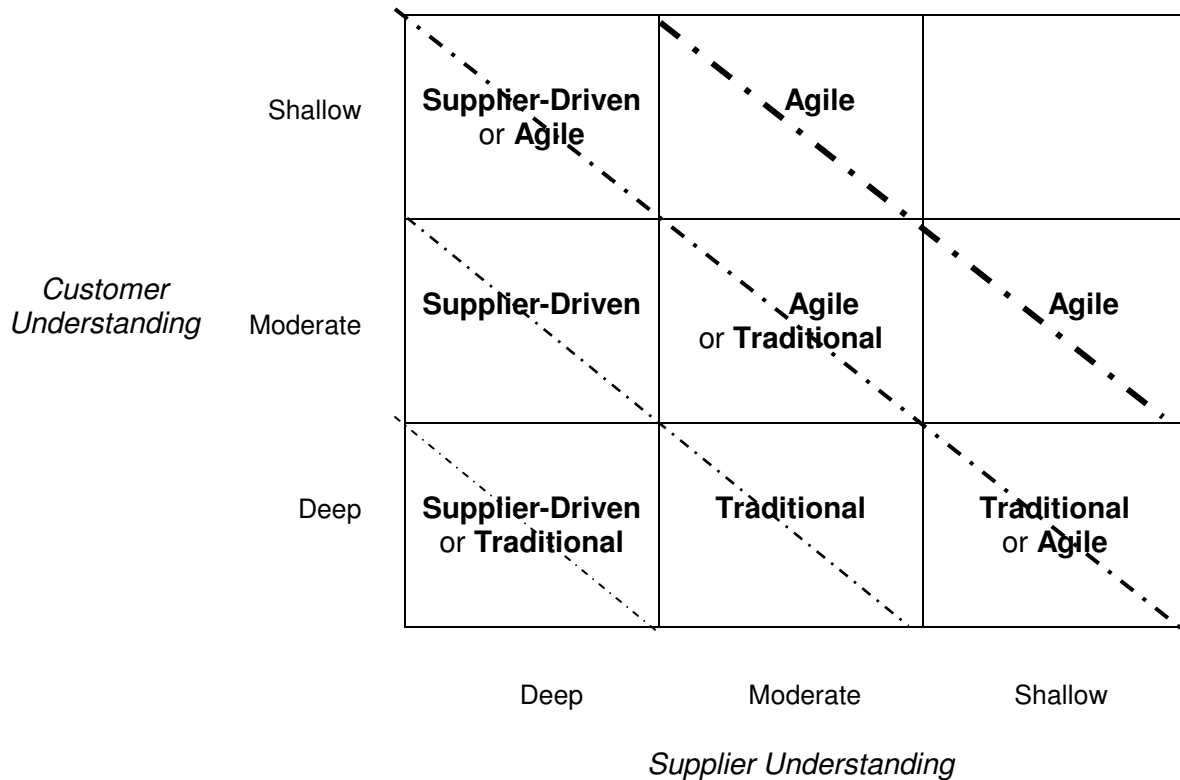 Shallow
Supplier-Driven
or Agile
Agile
Customer
Understanding
Moderate
Supplier-Driven
Agile
or Traditional
Agile
Deep
Supplier-Driven
or Traditional
Traditional
Traditional
or Agile
Deep
Moderate
Shallow
Supplier Understanding